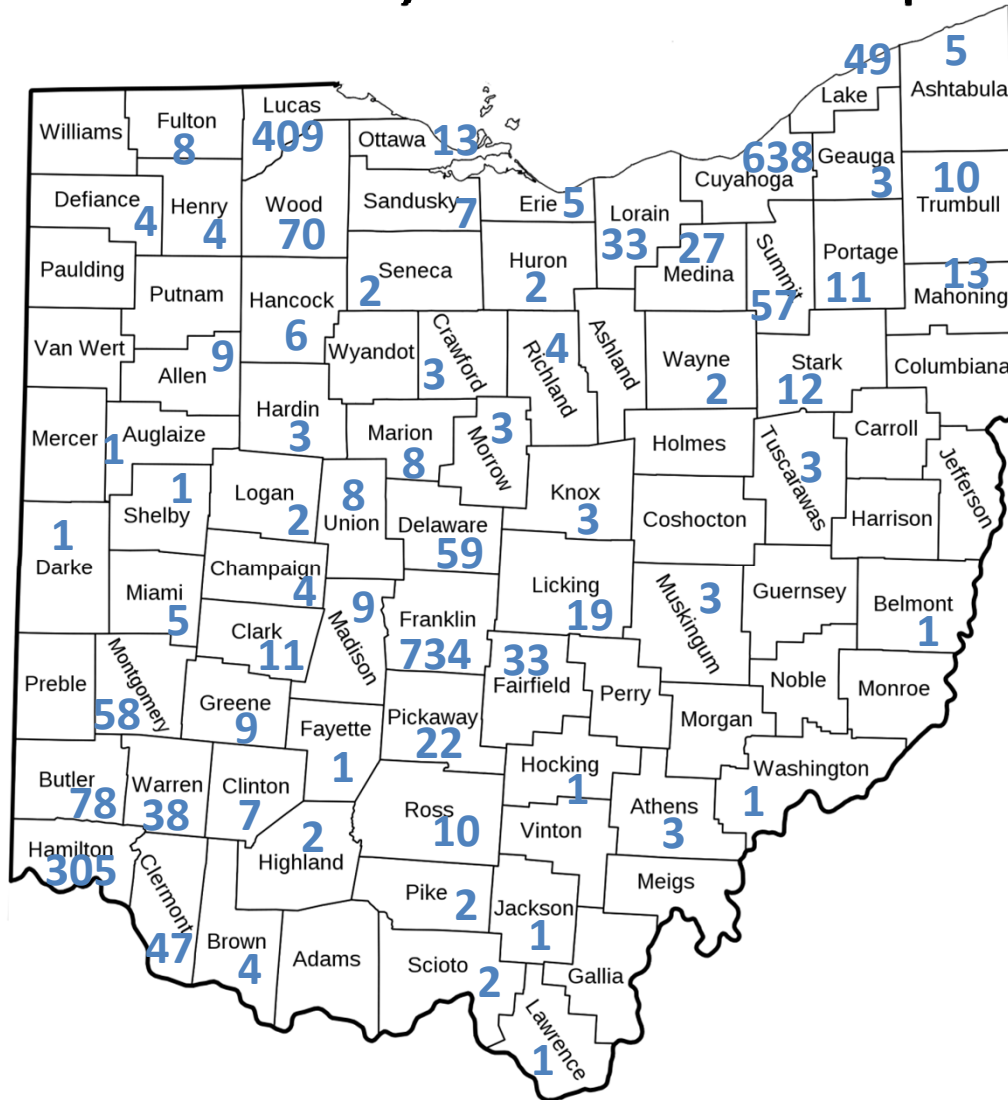 49
5
Lake
Ashtabula
Williams
Fulton
8
Lucas
409
Ottawa
13
638
Cuyahoga
Geauga
3
10
Trumbull
Defiance
4
Henry
4
Wood
70
Sandusky
7
Erie
5
Lorain
33
27
Medina
Summit
57
Portage
11
13
Mahoning
Paulding
Putnam
Hancock
6
Seneca
2
Huron
2
Van Wert
9
Allen
Wyandot
Crawford
3
4
Richland
Ashland
Wayne
2
Stark
12
Columbiana
Mercer
1
Auglaize
Hardin
3
Marion
8
3
Morrow
Holmes
Tuscarawas
3
Carroll
Jefferson
1
Shelby
Logan
2
8
Union
Delaware
59
Knox
3
Coshocton
Harrison
1
Darke
Miami
5
Champaign
4
Licking
19
Muskingum
3
Guernsey
Belmont
1
Clark
11
9
Madison
Franklin
734
33
Fairfield
Perry
Noble
Monroe
Preble
Montgomery
58
Greene
9
Fayette
1
Pickaway
22
Morgan
Hocking
1
Washington
1
Butler
78
Warren
38
Clinton
7
2
Highland
Ross
10
Vinton
Athens
3
Hamilton
305
Clermont
47
Brown
4
Adams
Pike
2
Jackson
1
Meigs
Scioto
2
Gallia
Lawrence
1